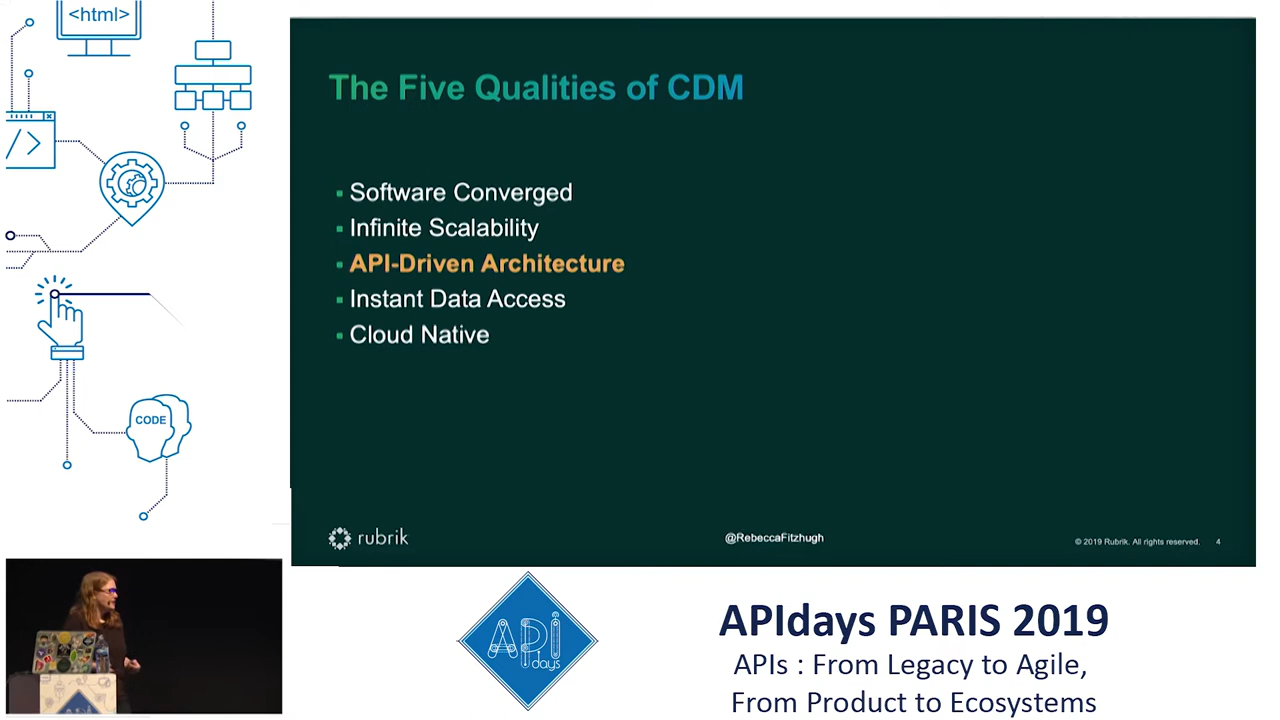 <html>
The Five Qualities of CDM
Software Converged
Infinite Scalability
API-Driven Architecture
Instant Data Access
Cloud Native
</>
CODE
rubrik
@RebeccaFitzhugh
© 2019 Rubrik. All rights reserved.
4
API
days
APIdays PARIS 2019
APIs : From Legacy to Agile,
From Product to Ecosystems